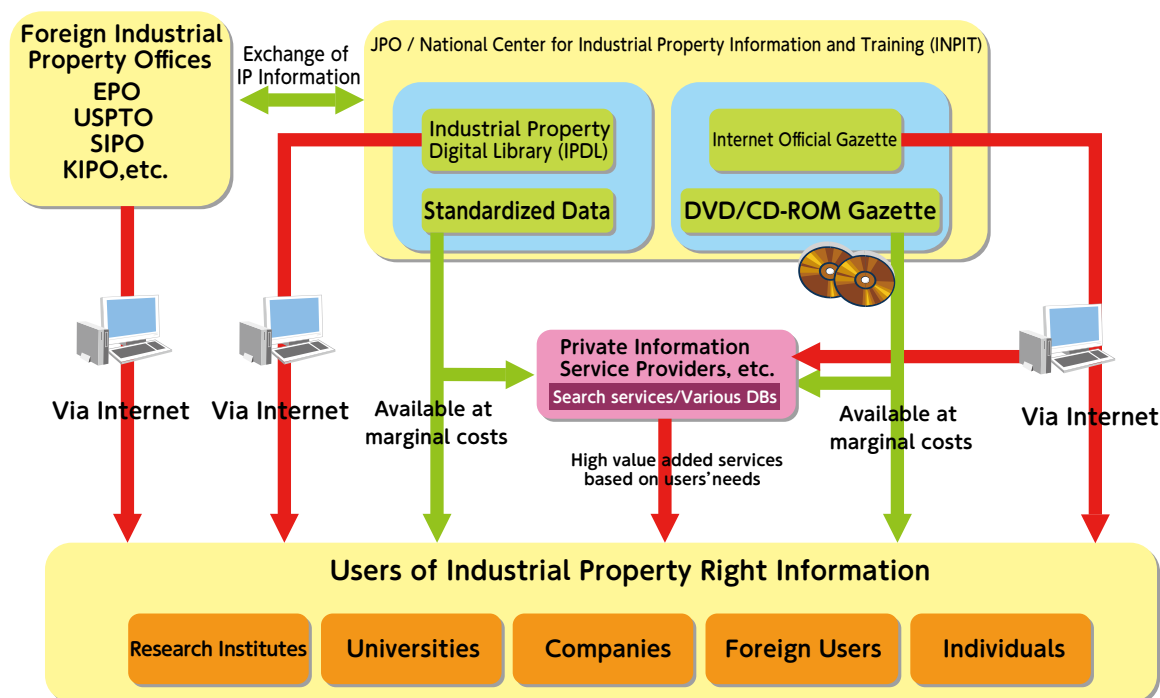 Foreign Industrial
Property Offices
EPO
USPTO
SIPO
KIPO,etc.
Exchange of
IP Information
JPO / National Center for Industrial Property Information and Training (INPIT)
Industrial Property
Digital Library (IPDL)
Standardized Data
Internet Official Gazette
DVD/CD-ROM Gazette
Private Information
Service Providers, etc.
Search services/Various DBs
Via Internet
Via Internet
Available at
marginal costs
High value added services
based on users'needs
Available at
marginal costs
Via Internet
Users of Industrial Property Right Information
Research Institutes
Universities
Companies
Foreign Users
Individuals